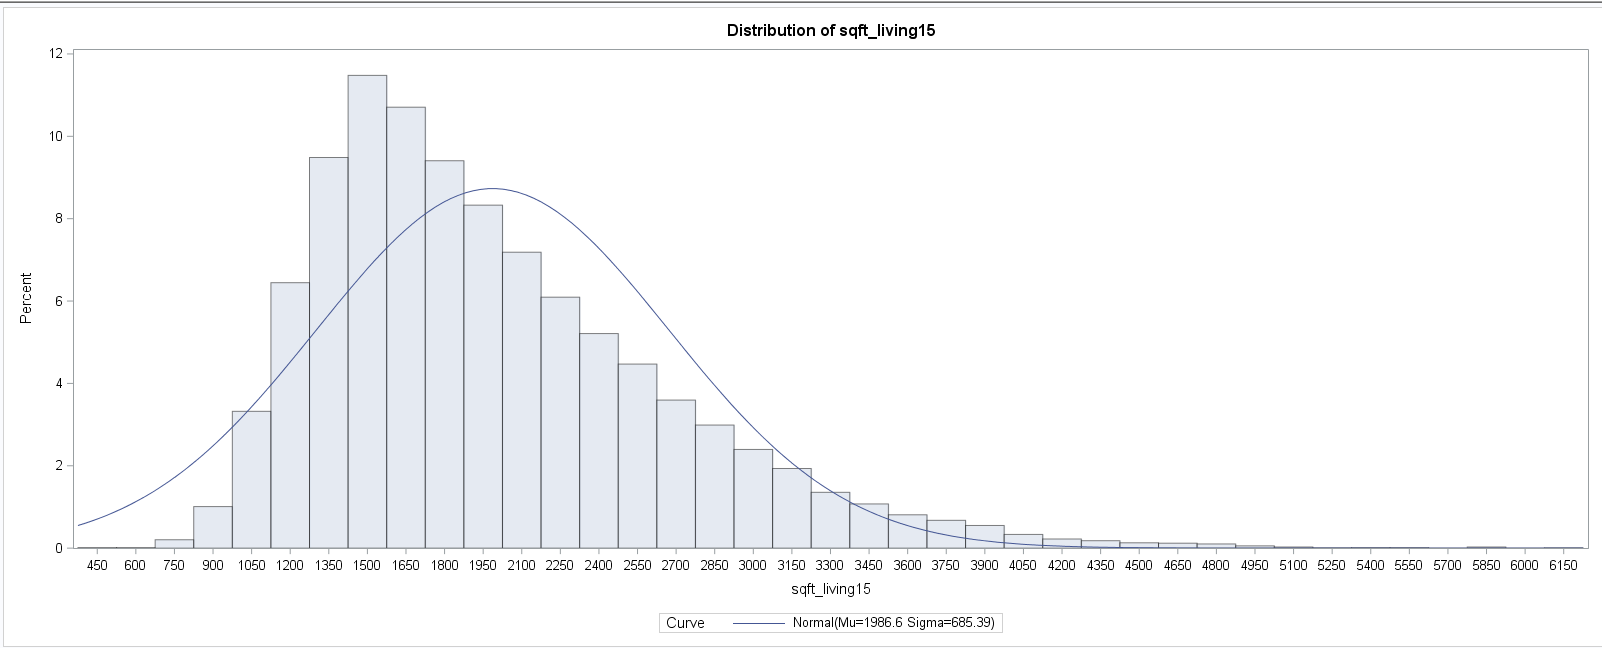 Distribution of sqft_living15
12
10
8
6
4
2
0
Percent
450 600 750 900 1050 1200 1350 1500 1650 1800 1950 2100 2250 2400 2550 2700 2850 3000 3150 3300 3450 3600 3750 3900 4050 4200 4350 4500 4650 4800 4950 5100 5250 5400 5550 5700 5850 6000 6150
sqft_living15
Curve Normal(Mu=1986.6 Sigma=685.39)